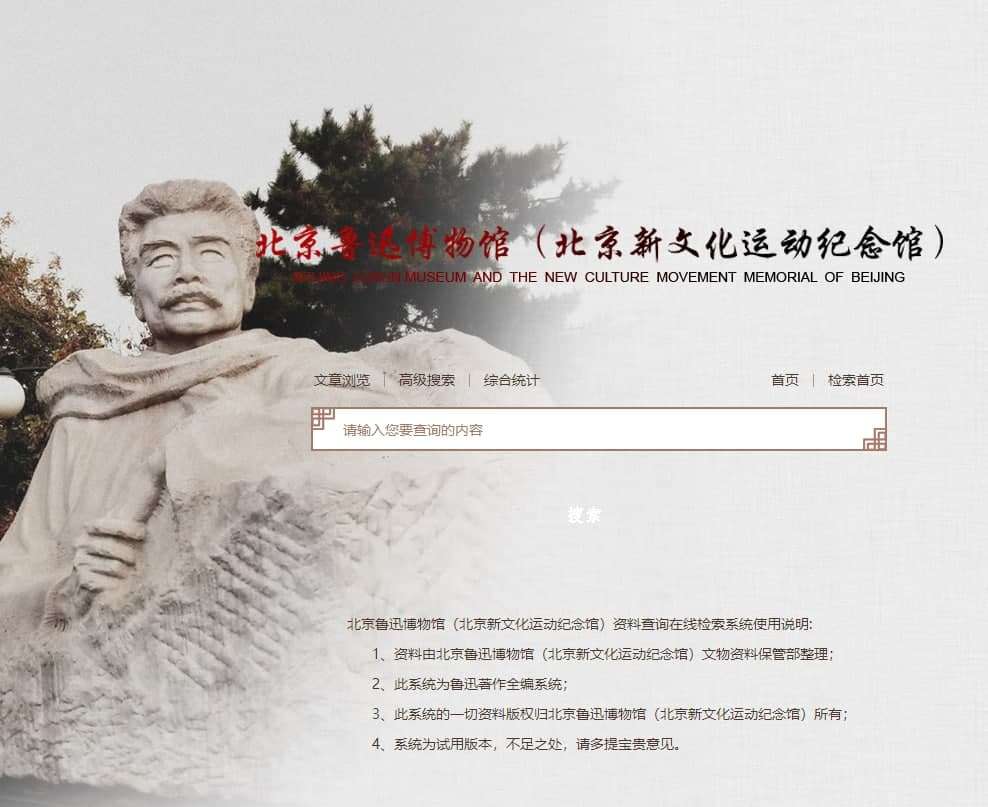 北京鲁迅博物馆（北京新文化运动纪念馆）
MUSEUM AND THE NEW CULTURE MOVEMENT MEMORIAL OF BEIJING
文章浏览 | 高级搜索 | 综合统计 首页 | 检索首页
请输入您要查询的内容
搜索
北京鲁迅博物馆（北京新文化运动纪念馆）资料查询在线检索系统使用说明:
1、资料由北京鲁迅博物馆（北京新文化运动纪念馆）文物资料保管部整理；
2、此系统为鲁迅著作全编系统；
3、此系统的一切资料版权归北京鲁迅博物馆（北京新文化运动纪念馆）所有；
4、系统为试用版本，不足之处，请多提宝贵意见。